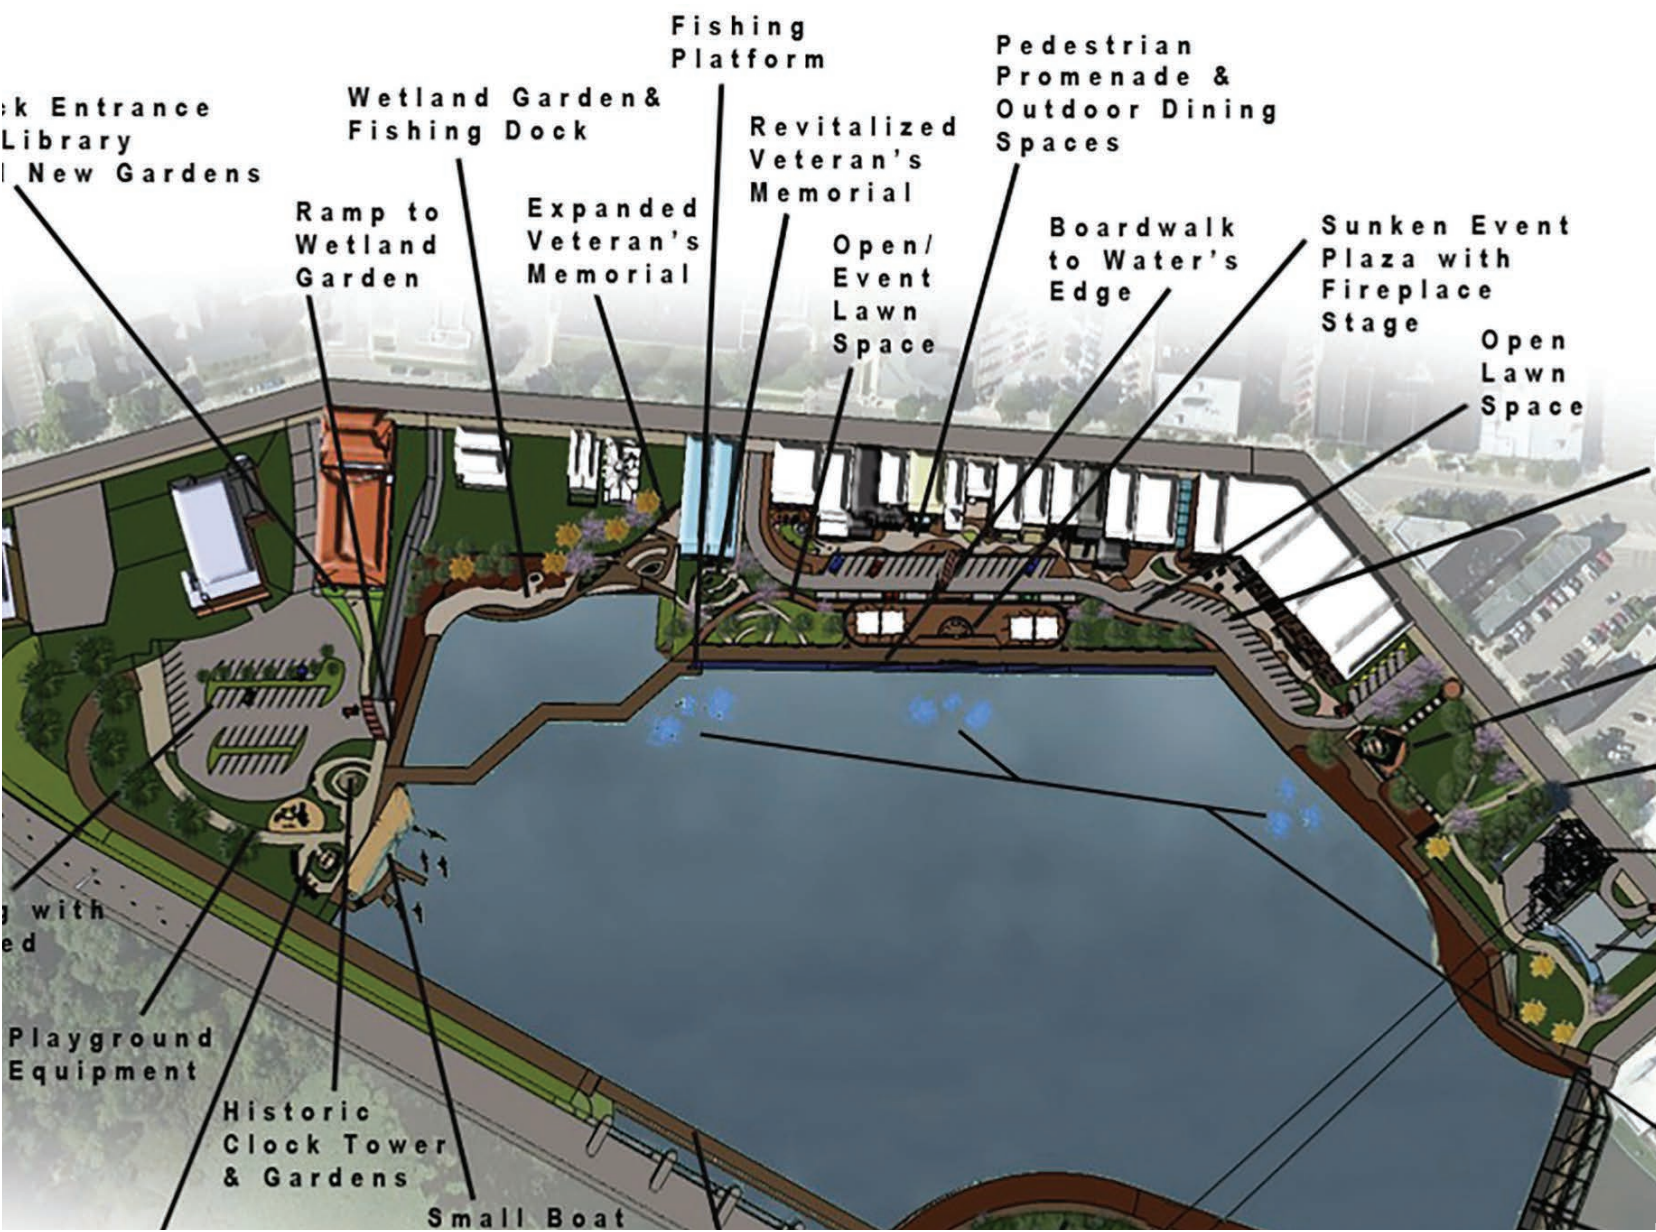 Fishing
Platform
Pedestrian
Promenade &
Outdoor Dining
Spaces
Entrance
Library
New Gardens
Wetland Garden&
Fishing Dock
Revitalized
Veteran's
Memorial
Ramp to
Wetland
Garden
Expanded
Veteran's
Memorial
Open/
Event
Lawn
Space
Boardwalk
to Water's
Edge
Sunken Event
Plaza with
Fireplace
Stage
Open
Lawn
Space
with
Playground
Equipment
Historic
Clock Tower
& Gardens
Small Boat